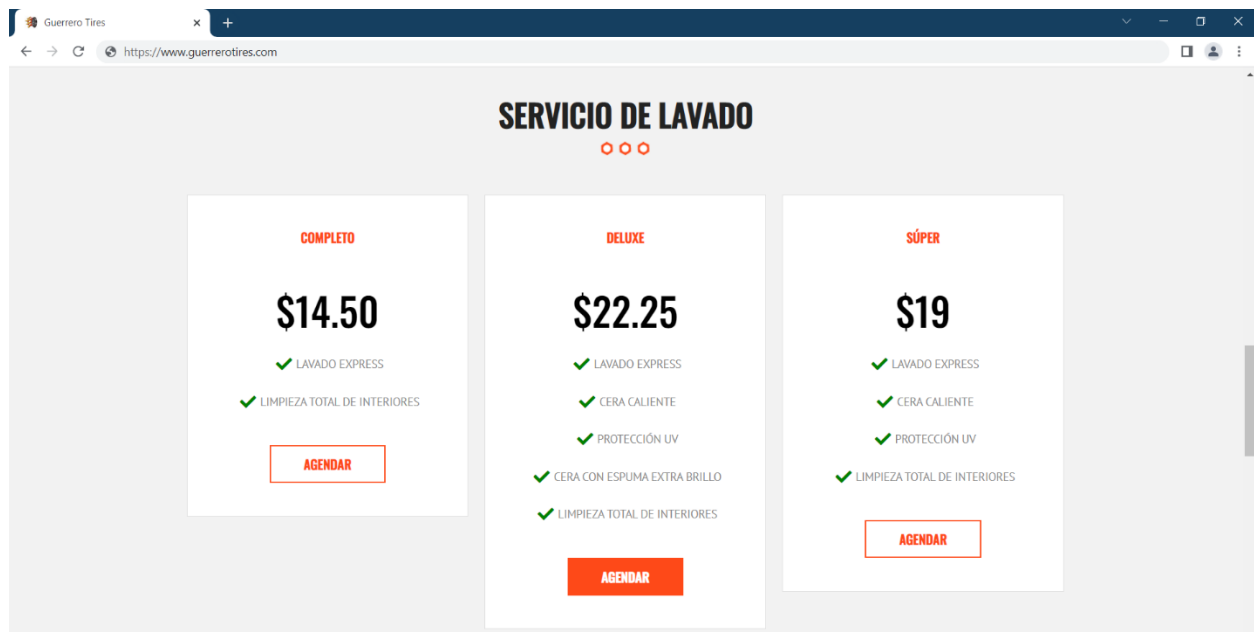 Guerrero Tires
https://www.guerrerotires.com
SERVICIO DE LAVADO
COMPLETO
$14.50
LAVADO EXPRESS
LIMPIEZA TOTAL DE INTERIORES
AGENDAR
DELUXE
$22.25
LAVADO EXPRESS
CERA CALIENTE
PROTECCIÓN UV
CERA CON ESPUMA EXTRA BRILLO
LIMPIEZA TOTAL DE INTERIORES
AGENDAR
SÚPER
$19
LAVADO EXPRESS
CERA CALIENTE
PROTECCIÓN UV
LIMPIEZA TOTAL DE INTERIORES
AGENDAR